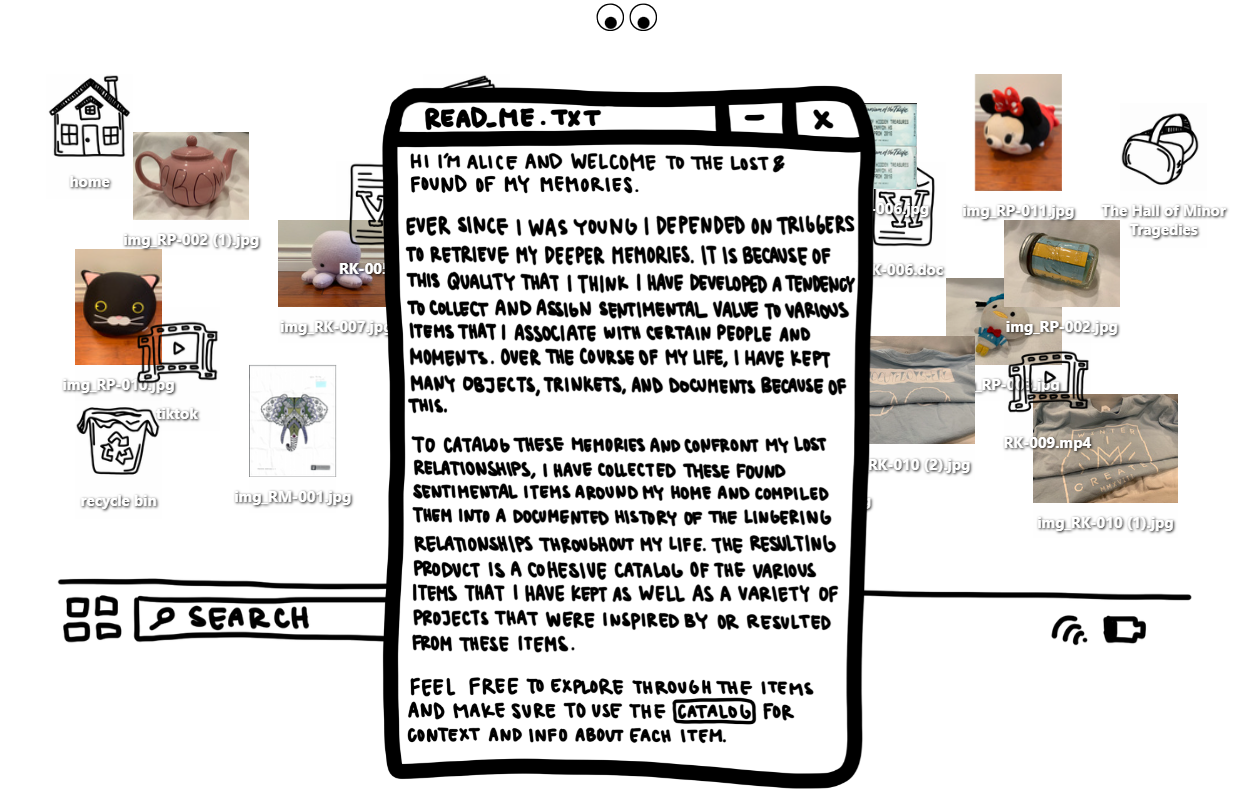 READ_ME.TXT
- X
HI I'M ALICE AND WELCOME TO THE LOST &
FOUND OF MY MEMORIES.
EVER SINCE I WAS YOUNG I DEPENDED ON TRIGGERS
TO RETRIEVE MY DEEPER MEMORIES. IT IS BECAUSE OF
THIS QUALITY THAT I THINK I HAVE DEVELOPED A TENDENCY
TO COLLECT AND ASSIGN SENTIMENTAL VALUE TO VARIOUS
ITEMS THAT I ASSOCIATE WITH CERTAIN PEOPLE AND
MOMENTS. OVER THE COURSE OF MY LIFE, I HAVE KEPT
MANY OBJECTS, TRINKETS, AND DOCUMENTS BECAUSE OF
THIS.
TO CATALOG THESE MEMORIES AND CONFRONT MY LOST
RELATIONSHIPS, I HAVE COLLECTED THESE FOUND
SENTIMENTAL ITEMS AROUND MY HOME AND COMPILED
THEM INTO A DOCUMENTED HISTORY OF THE LINGERING
RELATIONSHIPS THROUGHOUT MY LIFE. THE RESULTING
PRODUCT IS A COHESIVE CATALOG OF THE VARIOUS
ITEMS THAT I HAVE KEPT AS WELL AS A VARIETY OF
PROJECTS THAT WERE INSPIRED BY OR RESULTED
FROM THESE ITEMS.
FEEL FREE TO EXPLORE THROUGH THE ITEMS
AND MAKE SURE TO USE THE CATALOG FOR
CONTEXT AND INFO ABOUT EACH ITEM.
home
img_RP-002 (1).jpg
img_RP-010.jpg
tiktok
recycle bin
RK-00
img_RK-007.jpg
img_RM-001.jpg
-006.jpg
W
K-006.doc
img_RP-011.jpg
The Hall of Minor
Tragedies
img_RP-002.jpg
RK-009.mp4
RK-010 (2).jpg
WINTER
CREALI
img_RK-010 (1).jpg
SEARCH